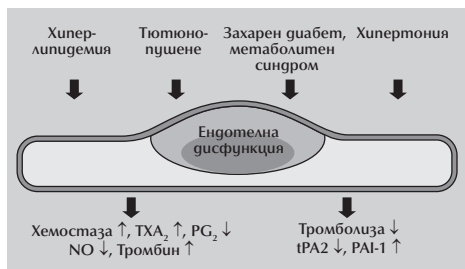 Хипер-
липидемия
Тютюно-
пушене
Захарен диабет,
метаболитен
синдром
Хипертония
Ендотелна
дисфункция
Хемостаза ↑, TXA₂ ↑, PG₂ ↓
NO ↓, Тромбин ↑
Тромболиза ↓
tPA2 ↓, PAI-1 ↑